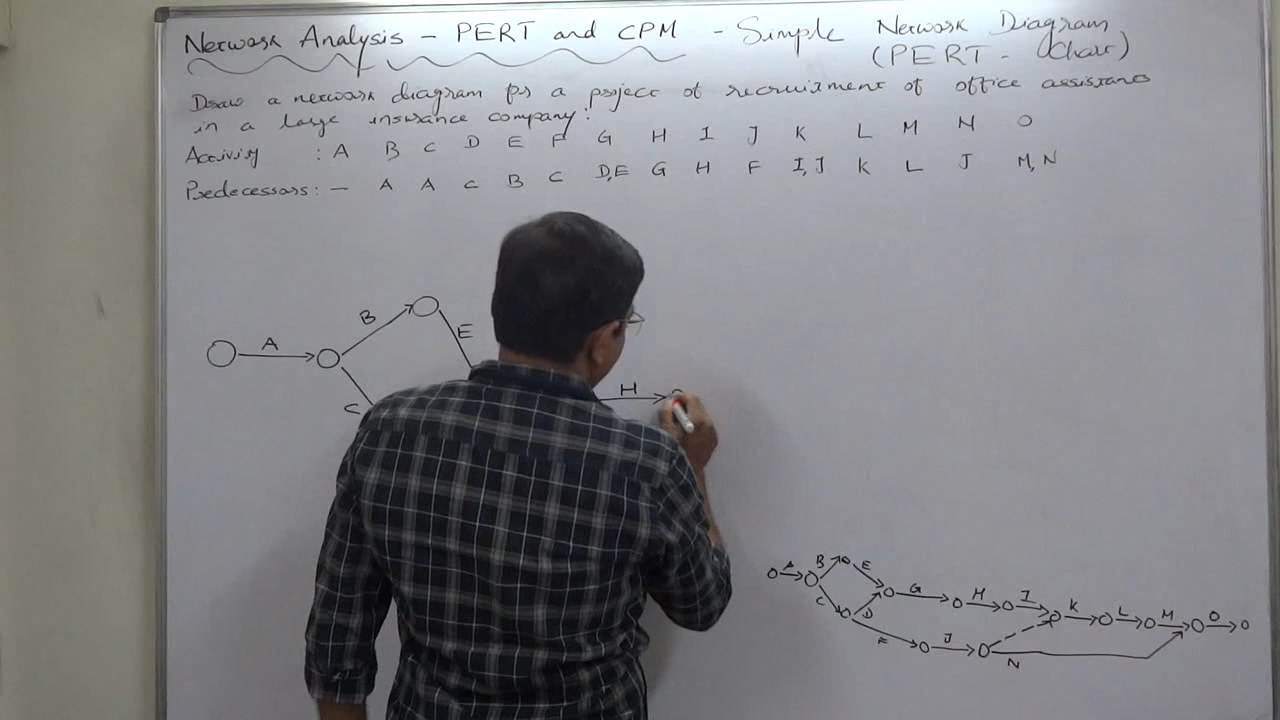 Network Analysis - PERT and CPM - Simple Network Diagram
(PERT - Chart)
Draw a network diagram for a project of recruitment of office assistants
in a large insurance company:
Activity : A B C D E F G H I J K L M N O
Predecessors: - A A C B C D,E G H F I,J K L J M,N
B
E
A
H
C
A B E
G H I
K L M O
C D
F J
N